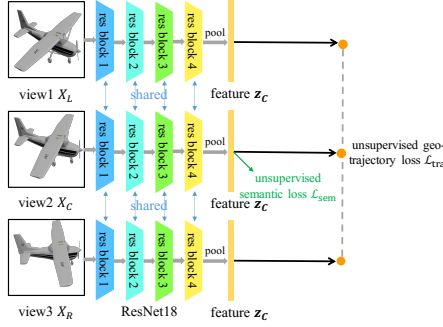 res block 1
res block 2
res block 3
res block 4
pool
view1 X_L
shared
feature z_C
res block 1
res block 2
res block 3
res block 4
pool
unsupervised geo-
trajectory loss ℒ_tra
unsupervised
semantic loss ℒ_sem
view2 X_C
shared
feature z_C
res block 1
res block 2
res block 3
res block 4
pool
view3 X_R
ResNet18
feature z_C